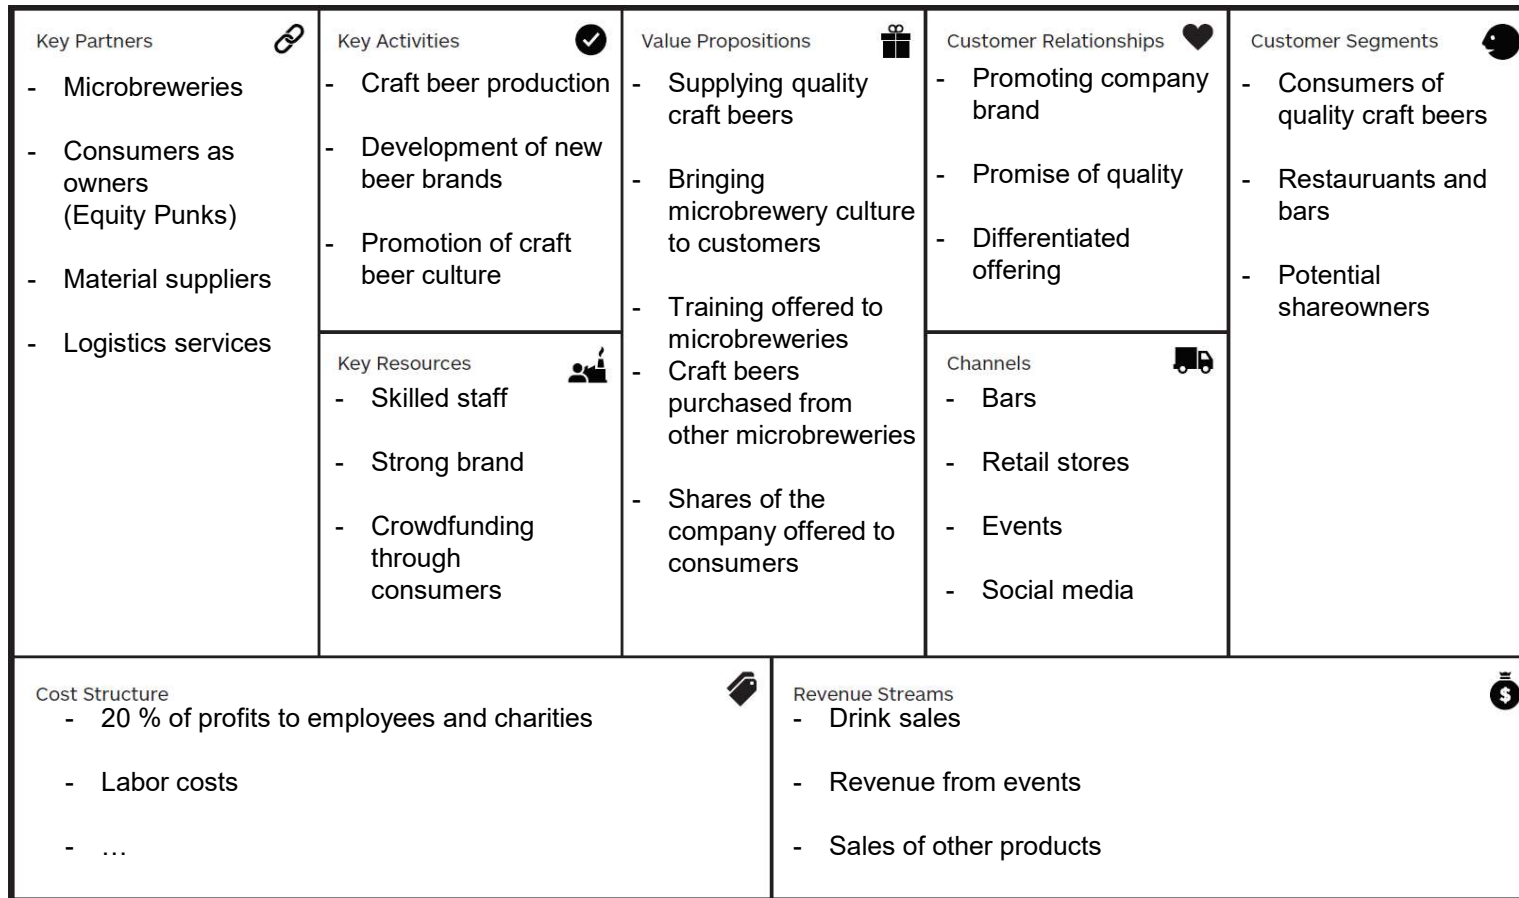 Key Partners
- Microbreweries
- Consumers as
owners
(Equity Punks)
- Material suppliers
- Logistics services
Key Activities
- Craft beer production
- Development of new
beer brands
- Promotion of craft
beer culture
Key Resources
- Skilled staff
- Strong brand
- Crowdfunding
through
consumers
Value Propositions
- Supplying quality
craft beers
- Bringing
microbrewery culture
to customers
- Training offered to
microbreweries
- Craft beers
purchased from
other microbreweries
- Shares of the
company offered to
consumers
Customer Relationships
- Promoting company
brand
- Promise of quality
- Differentiated
offering
Channels
- Bars
- Retail stores
- Events
- Social media
Customer Segments
- Consumers of
quality craft beers
- Restauruants and
bars
- Potential
shareowners
Cost Structure
- 20 % of profits to employees and charities
- Labor costs
- …
Revenue Streams
$
- Drink sales
- Revenue from events
- Sales of other products